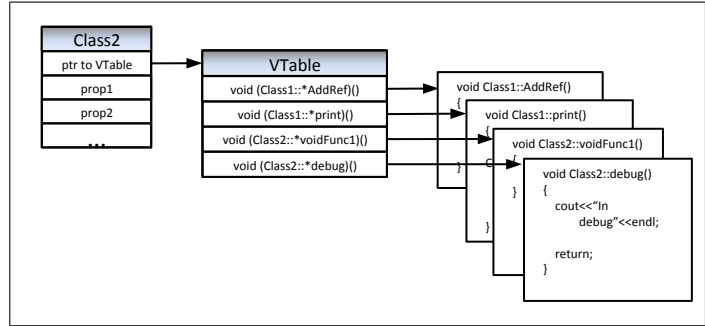 Class2
ptr to VTable
prop1
prop2
...
VTable
void (Class1::*AddRef)()
void (Class1::*print)()
void (Class2::*voidFunc1)()
void (Class2::*debug)()
void Class1::AddRef()
{
}
void Class1::print()
{
C
}
void Class2::voidFunc1()
{
}
void Class2::debug()
{
cout<<“In
debug”<<endl;
return;
}